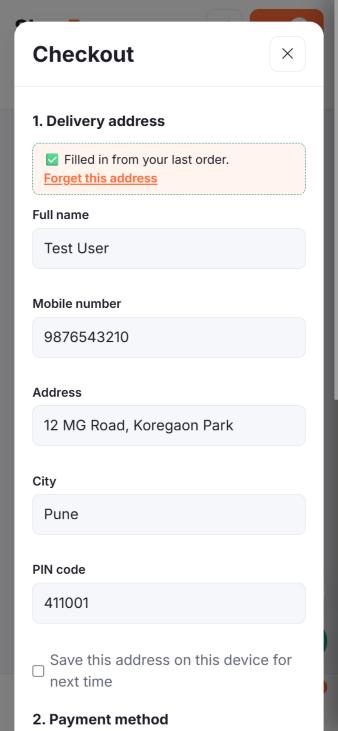 Checkout
1. Delivery address
✅ Filled in from your last order.
Forget this address
Full name
Test User
Mobile number
9876543210
Address
12 MG Road, Koregaon Park
City
Pune
PIN code
411001
Save this address on this device for
next time
2. Payment method